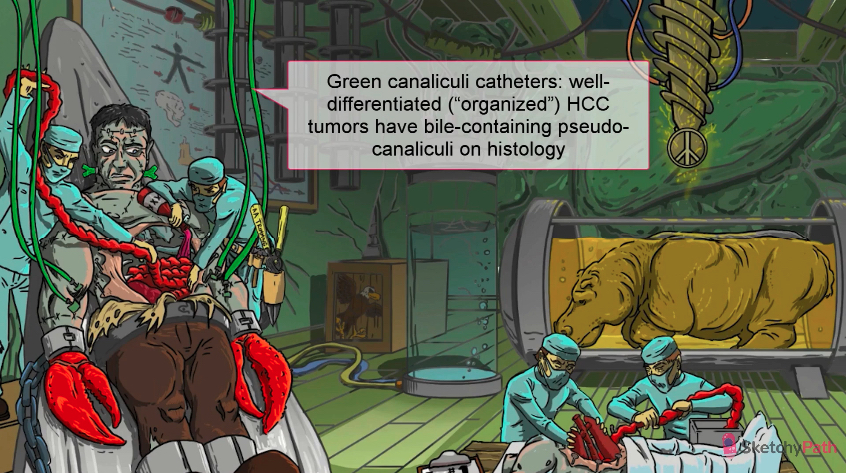 Green canaliculi catheters: well-
differentiated (“organized”) HCC
tumors have bile-containing pseudo-
canaliculi on histology
SketchyPath